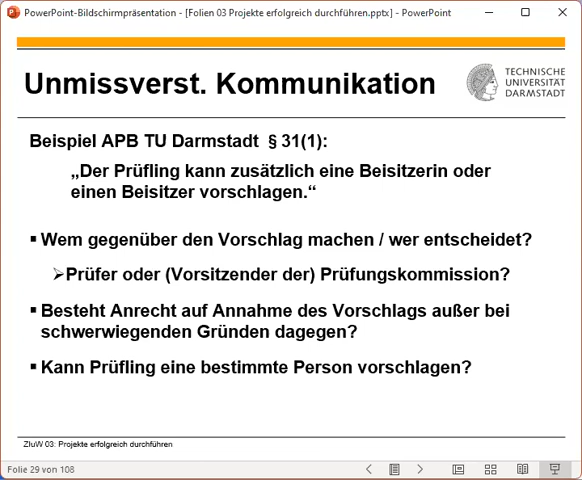 PowerPoint-Bildschirmpräsentation - [Folien 03 Projekte erfolgreich durchführen.pptx] - PowerPoint
Unmissverst. Kommunikation
TECHNISCHE
UNIVERSITÄT
DARMSTADT
Beispiel APB TU Darmstadt § 31(1):
„Der Prüfling kann zusätzlich eine Beisitzerin oder
einen Beisitzer vorschlagen.“
▪ Wem gegenüber den Vorschlag machen / wer entscheidet?
➢Prüfer oder (Vorsitzender der) Prüfungskommission?
▪ Besteht Anrecht auf Annahme des Vorschlags außer bei
schwerwiegenden Gründen dagegen?
▪ Kann Prüfling eine bestimmte Person vorschlagen?
ZIuW 03: Projekte erfolgreich durchführen
Folie 29 von 108